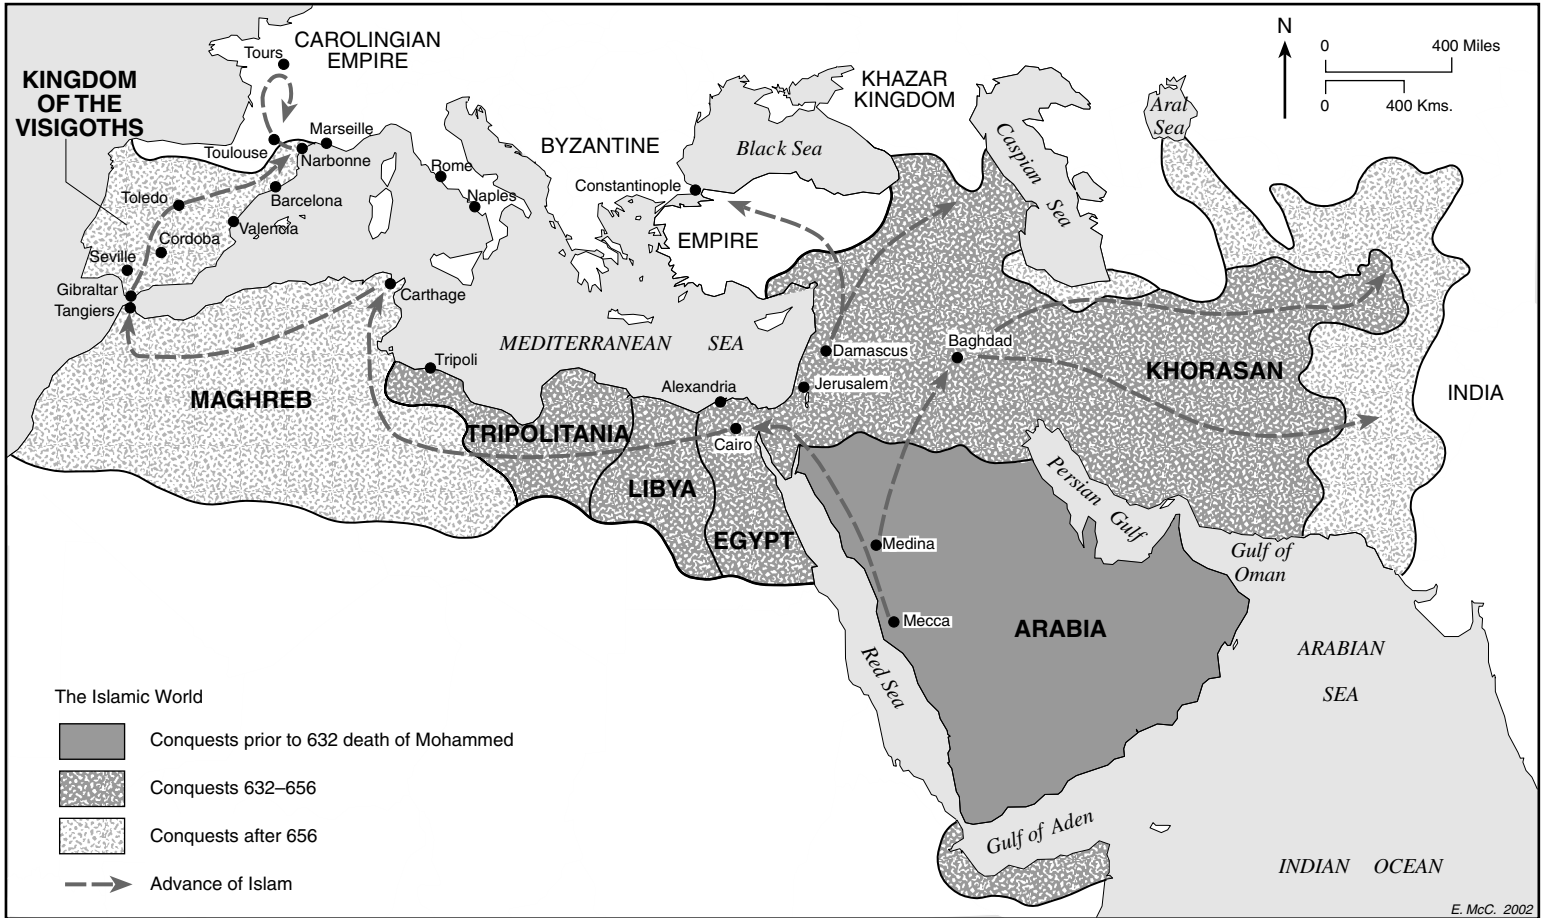 CAROLINGIAN
EMPIRE
Tours
KINGDOM
OF THE
VISIGOTHS
KHAZAR
KINGDOM
N
0 400 Miles
0 400 Kms.
Aral
Sea
Caspian
Sea
Marseille
Toulouse
Narbonne
BYZANTINE
Black Sea
Rome
Constantinople
Toledo
Barcelona
Naples
Valencia
Cordoba
EMPIRE
Seville
Gibraltar
Tangiers
Carthage
MEDITERRANEAN SEA
Baghdad
Damascus
Tripoli
KHORASAN
Jerusalem
Alexandria
INDIA
MAGHREB
TRIPOLITANIA
Cairo
LIBYA
Persian
Gulf
EGYPT
Medina
Gulf of
Oman
Mecca
ARABIA
ARABIAN
SEA
Red Sea
The Islamic World
Conquests prior to 632 death of Mohammed
Conquests 632–656
Conquests after 656
Advance of Islam
Gulf of Aden
INDIAN OCEAN
E. McC. 2002